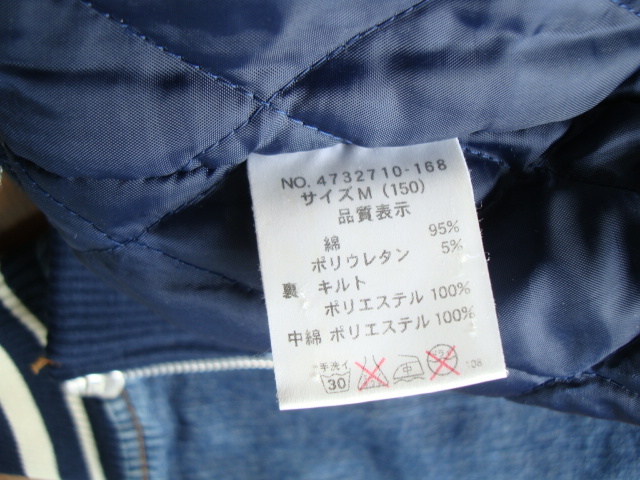 NO. 4732710-168
サイズM (150)
品質表示
綿 95%
ポリウレタン 5%
裏 キルト
ポリエステル 100%
中綿 ポリエステル 100%
手洗イ
30 中
108